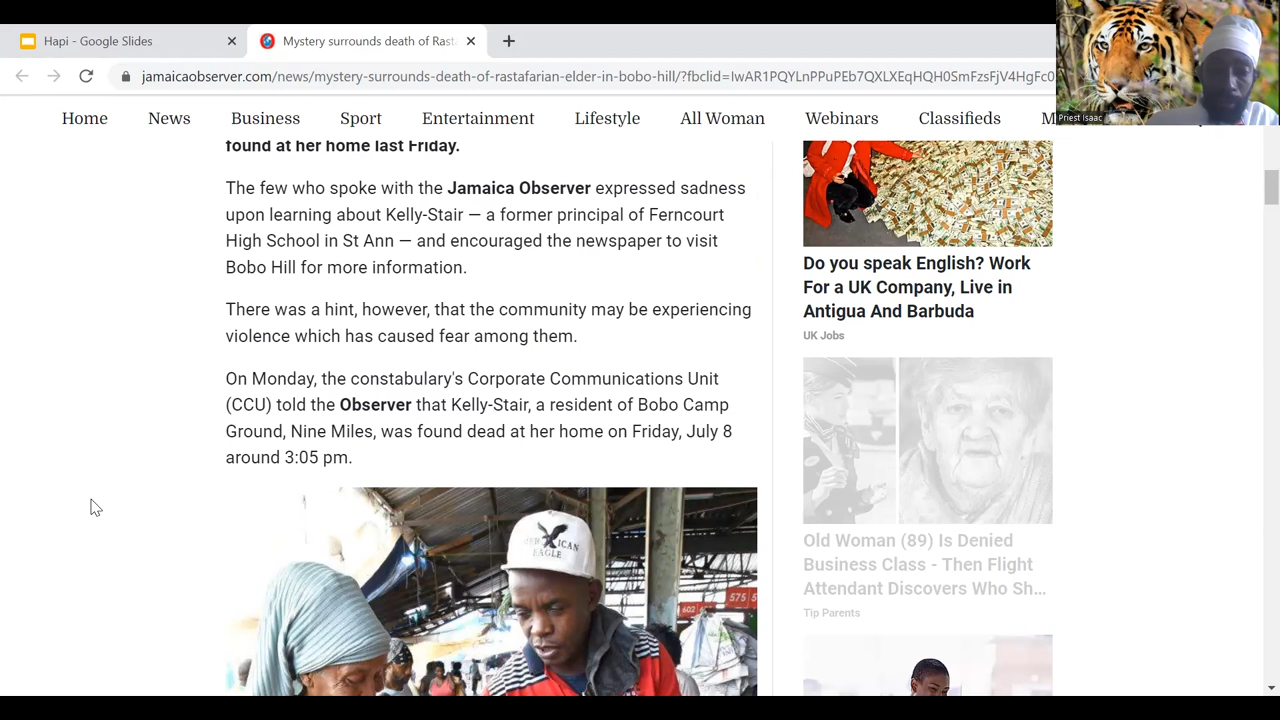 Hapi - Google Slides
Mystery surrounds death of Rast
jamaicaobserver.com/news/mystery-surrounds-death-of-rastafarian-elder-in-bobo-hill/?fbclid=IwAR1PQYLnPPuPEb7QXLXEqHQH0SmFzsFjV4HgFc0
Priest Isaac
Home News Business Sport Entertainment Tech Lifestyle All Woman Webinars Classifieds M
found at her home last Friday.
The few who spoke with the Jamaica Observer expressed sadness
upon learning about Kelly-Stair — a former principal of Ferncourt
High School in St Ann — and encouraged the newspaper to visit
Bobo Hill for more information.
There was a hint, however, that the community may be experiencing
violence which has caused fear among them.
On Monday, the constabulary's Corporate Communications Unit
(CCU) told the Observer that Kelly-Stair, a resident of Bobo Camp
Ground, Nine Miles, was found dead at her home on Friday, July 8
around 3:05 pm.
AMERICAN
EAGLE
575 5
602
Do you speak English? Work
For a UK Company, Live in
Antigua And Barbuda
UK Jobs
Old Woman (89) Is Denied
Business Class - Then Flight
Attendant Discovers Who Sh...
Tip Parents